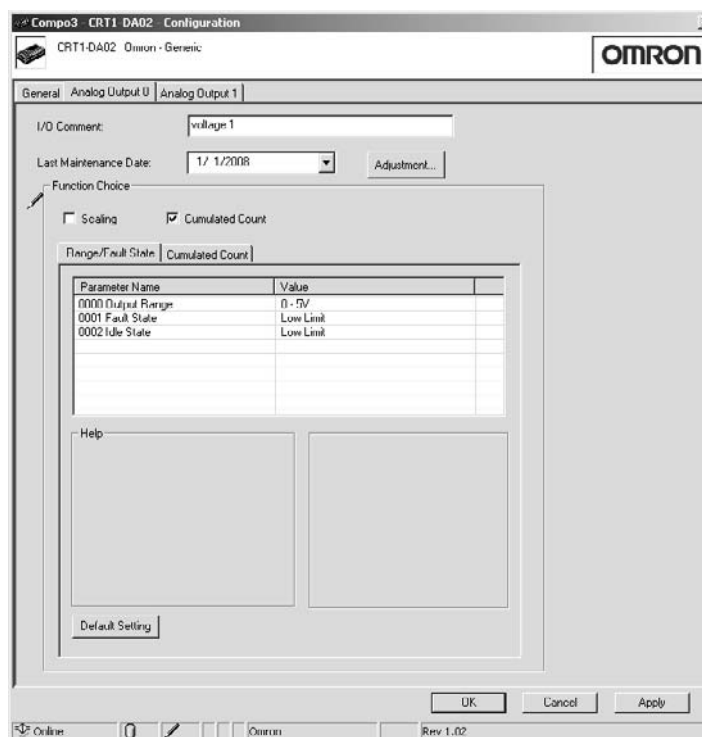 Compo3 - CRT1-DA02 - Configuration
CRT1-DA02 Omron - Generic
OMRON
General Analog Output 0 Analog Output 1
I/O Comment: voltage 1
Last Maintenance Date: 1/ 1/2008 Adjustment...
Function Choice
Scaling Cumulated Count
Range/Fault State Cumulated Count
Parameter Name Value
0000 Output Range 0 - 5V
0001 Fault State Low Limit
0002 Idle State Low Limit
Help
Default Setting
OK Cancel Apply
Online Omron Rev 1.02